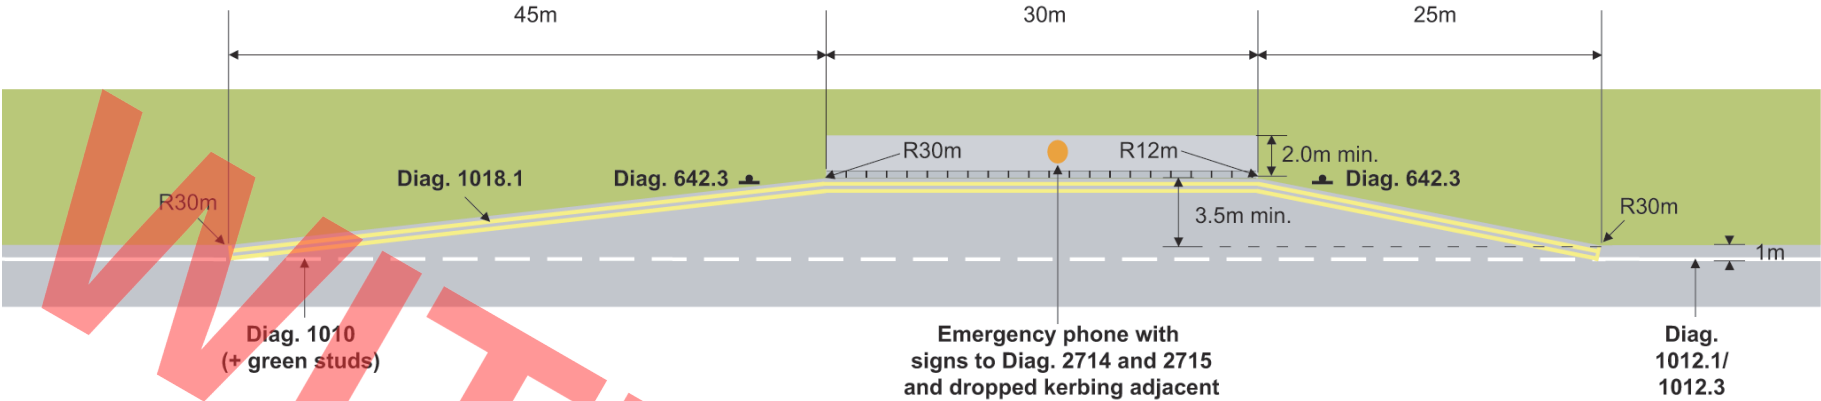 45m
30m
25m
R30m
R12m
2.0m min.
Diag. 1018.1
Diag. 642.3
Diag. 642.3
R30m
3.5m min.
R30m
1m
Diag. 1010
(+ green studs)
Emergency phone with
signs to Diag. 2714 and 2715
and dropped kerbing adjacent
Diag.
1012.1/
1012.3